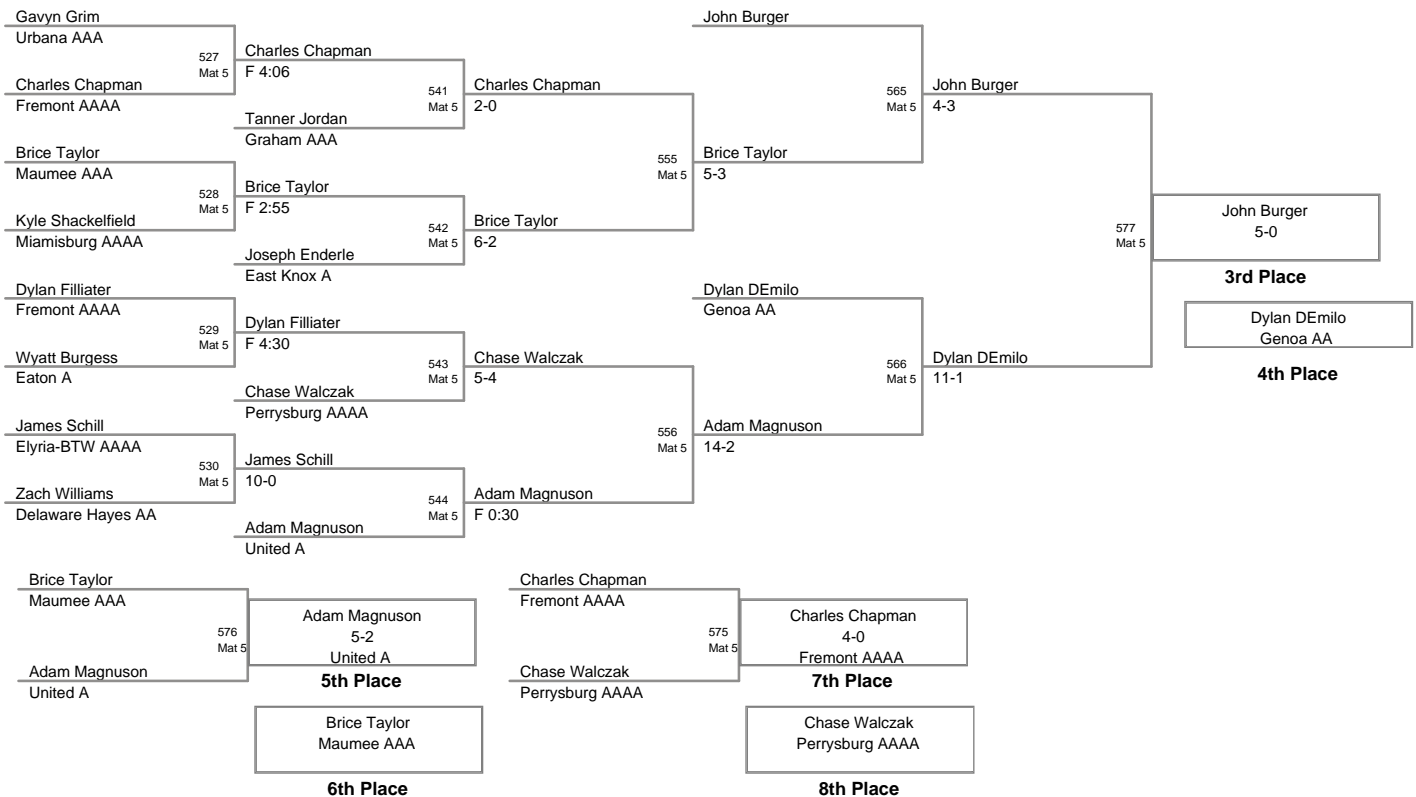 Gavyn Grim
Urbana AAA
527
Mat 5
Charles Chapman
Fremont AAAA
Charles Chapman
F 4:06
Tanner Jordan
Graham AAA
541
Mat 5
Charles Chapman
2-0
Brice Taylor
Maumee AAA
528
Mat 5
Kyle Shackelfield
Miamisburg AAAA
Brice Taylor
F 2:55
Joseph Enderle
East Knox A
542
Mat 5
Brice Taylor
6-2
555
Mat 5
Brice Taylor
5-3
John Burger
565
Mat 5
John Burger
4-3
Dylan Filliater
Fremont AAAA
529
Mat 5
Wyatt Burgess
Eaton A
Dylan Filliater
F 4:30
Chase Walczak
Perrysburg AAAA
543
Mat 5
Chase Walczak
5-4
James Schill
Elyria-BTW AAAA
530
Mat 5
Zach Williams
Delaware Hayes AA
James Schill
10-0
Adam Magnuson
United A
544
Mat 5
Adam Magnuson
F 0:30
556
Mat 5
Adam Magnuson
14-2
Dylan DEmilo
Genoa AA
566
Mat 5
Dylan DEmilo
11-1
577
Mat 5
John Burger
5-0
3rd Place
Dylan DEmilo
Genoa AA
4th Place
Brice Taylor
Maumee AAA
576
Mat 5
Adam Magnuson
United A
Adam Magnuson
5-2
United A
5th Place
Brice Taylor
Maumee AAA
6th Place
Charles Chapman
Fremont AAAA
575
Mat 5
Chase Walczak
Perrysburg AAAA
Charles Chapman
4-0
Fremont AAAA
7th Place
Chase Walczak
Perrysburg AAAA
8th Place